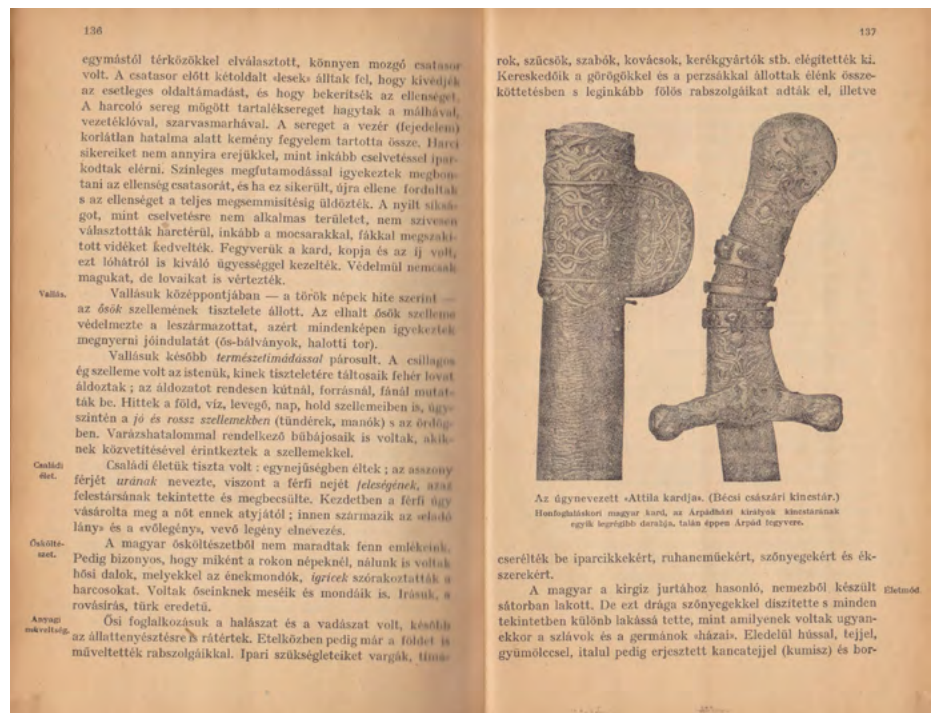 136
egymástól térközökkel elválasztott, könnyen mozgó csatasor
volt. A csatasor előtt kétoldalt «lesek» álltak fel, hogy kivédjék
az esetleges oldaltámadást, és hogy bekerítsék az ellenséget.
A harcoló sereg mögött tartaléksereget hagytak a málhával,
vezetéklóval, szarvasmarhával. A sereget a vezér (fejedelem)
korlátlan hatalma alatt kemény fegyelem tartotta össze. Harci
sikereiket nem annyira erejükkel, mint inkább cselvetéssel ipar-
kodtak elérni. Színleges megfutamodással igyekeztek megbon-
tani az ellenség csatasorát, és ha ez sikerült, újra ellene fordultak
s az ellenséget a teljes megsemmisítésig üldözték. A nyilt síksá-
got, mint cselvetésre nem alkalmas területet, nem szívesen
választották harctérül, inkább a mocsarakkal, fákkal megszakí-
tott vidéket kedvelték. Fegyverük a kard, kopja és az íj volt,
ezt lóhátról is kiváló ügyességgel kezelték. Védelmül nemcsak
magukat, de lovaikat is vértezték.
Vallás.
Vallásuk középpontjában — a török népek hite szerint —
az ősök szellemének tisztelete állott. Az elhalt ősök szelleme
védelmezte a leszármazottat, azért mindenképen igyekeztek
megnyerni jóindulatát (ős-bálványok, halotti tor).
Vallásuk később természetimádással párosult. A csillagos
ég szelleme volt az istenük, kinek tiszteletére táltosaik fehér lovat
áldoztak ; az áldozatot rendesen kútnál, forrásnál, fánál mutat-
ták be. Hittek a föld, víz, levegő, nap, hold szellemeiben is, úgy-
szintén a jó és rossz szellemekben (tündérek, manók) s az ördög-
ben. Varázshatalommal rendelkező bűbájosaik is voltak, akik-
nek közvetítésével érintkeztek a szellemekkel.
Családi
élet.
Családi életük tiszta volt : egynejűségben éltek ; az asszony
férjét urának nevezte, viszont a férfi nejét feleségének, azaz
felestársának tekintette és megbecsülte. Kezdetben a férfi úgy
vásárolta meg a nőt ennek atyjától ; innen származik az «eladó
lány» és a «vőlegény», vevő legény elnevezés.
Őskölté-
szet.
A magyar ősköltészetből nem maradtak fenn emlékeink.
Pedig bizonyos, hogy miként a rokon népeknél, nálunk is voltak
hősi dalok, melyekkel az énekmondók, igricek szórakoztatták a
harcosokat. Voltak őseinknek meséik és mondáik is. Írásuk, a
rovásírás, türk eredetű.
Anyagi
műveltség.
Ősi foglalkozásuk a halászat és a vadászat volt, később
az állattenyésztésre is rátértek. Etelközben pedig már a földet is
műveltették rabszolgáikkal. Ipari szükségleteiket vargák, tíma-
137
rok, szűcsök, szabók, kovácsok, kerékgyártók stb. elégítették ki.
Kereskedőik a görögökkel és a perzsákkal állottak élénk össze-
köttetésben s leginkább fölös rabszolgáikat adták el, illetve
Az úgynevezett «Attila kardja». (Bécsi császári kincstár.)
Honfoglaláskori magyar kard, az Árpádházi királyok kincstárának
egyik legrégibb darabja, talán éppen Árpád fegyvere.
cserélték be iparcikkekért, ruhaneműekért, szőnyegekért és ék-
szerekért.
A magyar a kirgiz jurtához hasonló, nemezből készült
Életmód.
sátorban lakott. De ezt drága szőnyegekkel díszítette s minden
tekintetben különb lakássá tette, mint amilyenek voltak ugyan-
ekkor a szlávok és a germánok «házai». Eledelül hússal, tejjel,
gyümölccsel, italul pedig erjesztett kancatejjel (kumisz) és bor-